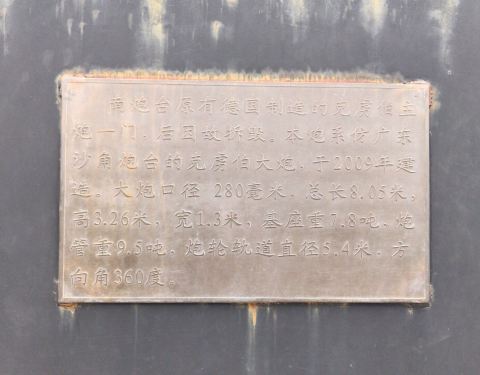 南炮台原有德国制造的克虏伯主
炮一门，后因故拆毁。本炮系仿广东
沙角炮台的克虏伯大炮，于2009年建
造。大炮口径 280毫米，总长8.05米，
高3.26米，宽1.3米，基座重7.8吨，炮
管重9.5吨，炮轮轨道直径5.4米，方
向角360度。